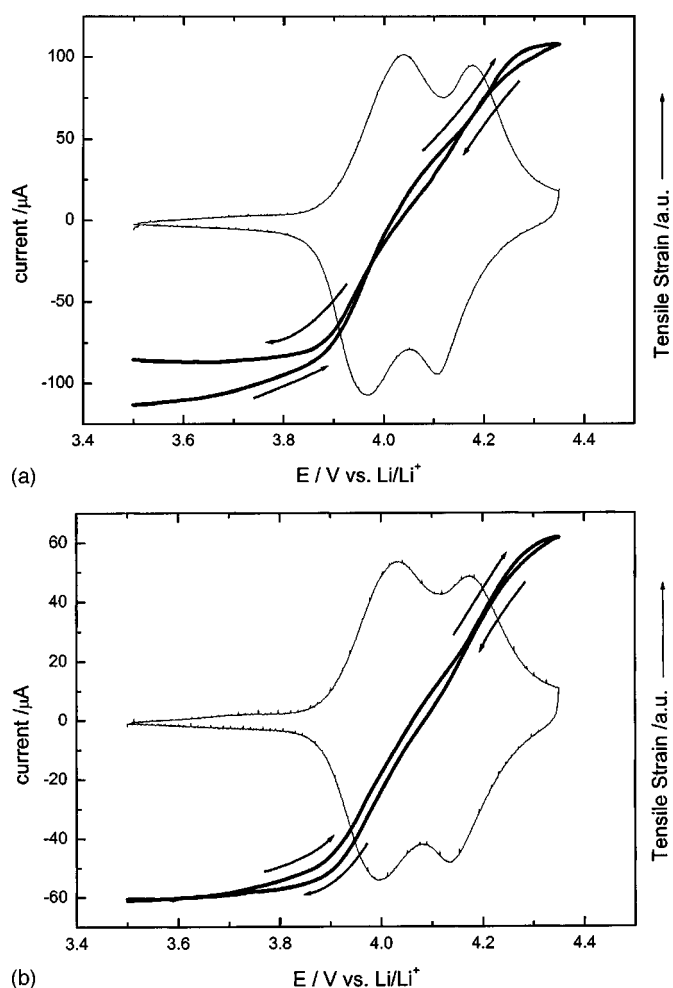 100
50
0
-50
-100
current /μA
3.4 3.6 3.8 4.0 4.2 4.4
E / V vs. Li/Li⁺
Tensile Strain /a.u.
(a)
60
40
20
0
-20
-40
-60
current /μA
3.4 3.6 3.8 4.0 4.2 4.4
E / V vs. Li/Li⁺
Tensile Strain /a.u.
(b)